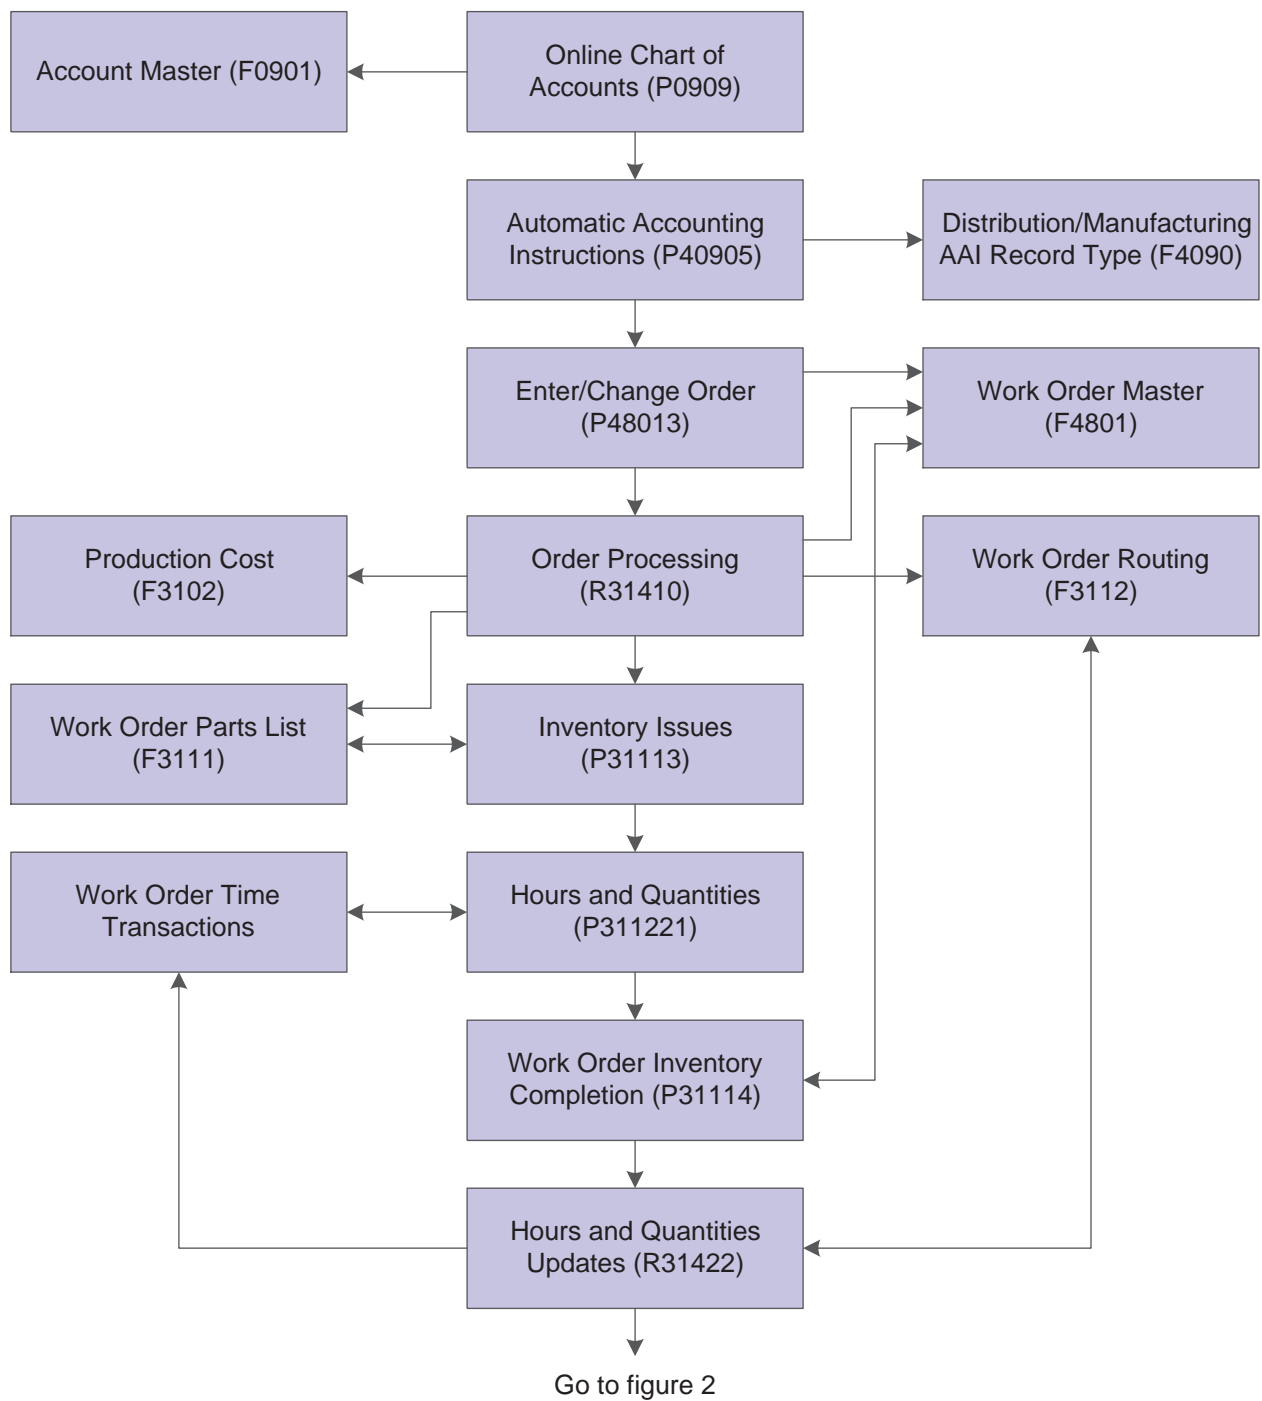 Account Master (F0901)
Online Chart of
Accounts (P0909)
Automatic Accounting
Instructions (P40905)
Distribution/Manufacturing
AAI Record Type (F4090)
Enter/Change Order
(P48013)
Work Order Master
(F4801)
Production Cost
(F3102)
Order Processing
(R31410)
Work Order Routing
(F3112)
Work Order Parts List
(F3111)
Inventory Issues
(P31113)
Work Order Time
Transactions
Hours and Quantities
(P311221)
Work Order Inventory
Completion (P31114)
Hours and Quantities
Updates (R31422)
Go to figure 2